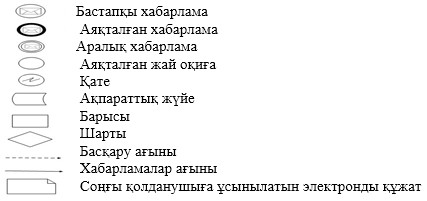 Бастапқы хабарлама
Аяқталған хабарлама
Аралық хабарлама
Аяқталған жай оқиға
Қате
Ақпараттық жүйе
Барысы
Шарты
Басқару ағыны
Хабарламалар ағыны
Соңғы қолданушыға ұсынылатын электронды құжат